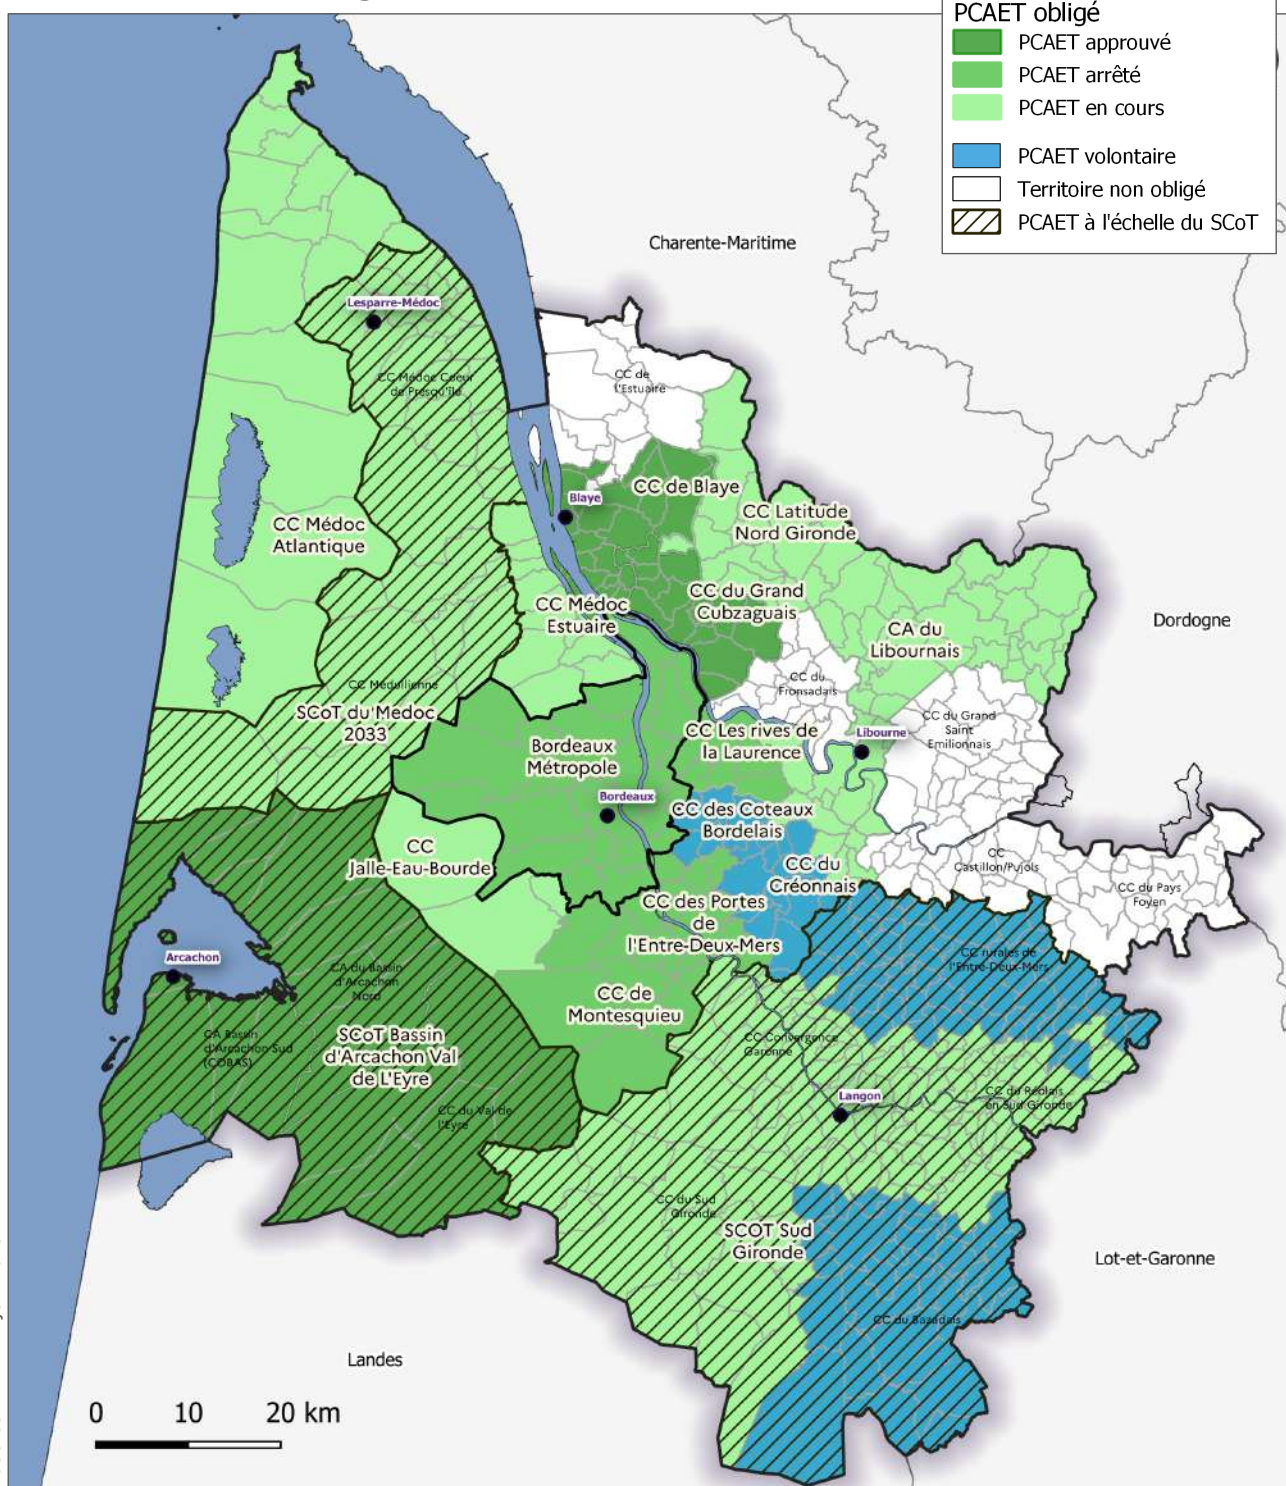 PCAET obligé
PCAET approuvé
PCAET arrêté
PCAET en cours
PCAET volontaire
Territoire non obligé
PCAET à l'échelle du SCoT
Charente-Maritime
Lesparre-Médoc
CC Médoc Coeur
de Presqu'île
CC de
l'Estuaire
Blaye
CC de Blaye
CC Latitude
Nord Gironde
CC Médoc
Atlantique
CC Médoc
Estuaire
CC du Grand
Cubzaguais
CA du
Libournais
Dordogne
CC Médullienne
SCoT du Medoc
2033
CC du
Fronsadais
CC du Grand
Saint
Emilionnais
Bordeaux
Métropole
CC Les rives de
la Laurence
Libourne
Bordeaux
CC des Coteaux
Bordelais
CC
Jalle-Eau-Bourde
CC du
Créonnais
CC
Castillon/Pujols
CC du Pays
Foyen
CC des Portes
de
l'Entre-Deux-Mers
Arcachon
CA du Bassin
d'Arcachon
Nord
CC rurales de
l'Entre-Deux-Mers
CC de
Montesquieu
CA Bassin
d'Arcachon Sud
(COBAS)
SCoT Bassin
d'Arcachon Val
de L'Eyre
CC Convergence
Garonne
CC du Val de
l'Eyre
Langon
CC du Réolais
en Sud Gironde
CC du Sud
Gironde
SCOT Sud
Gironde
Lot-et-Garonne
CC du Bazadais
Landes
0 10 20 km